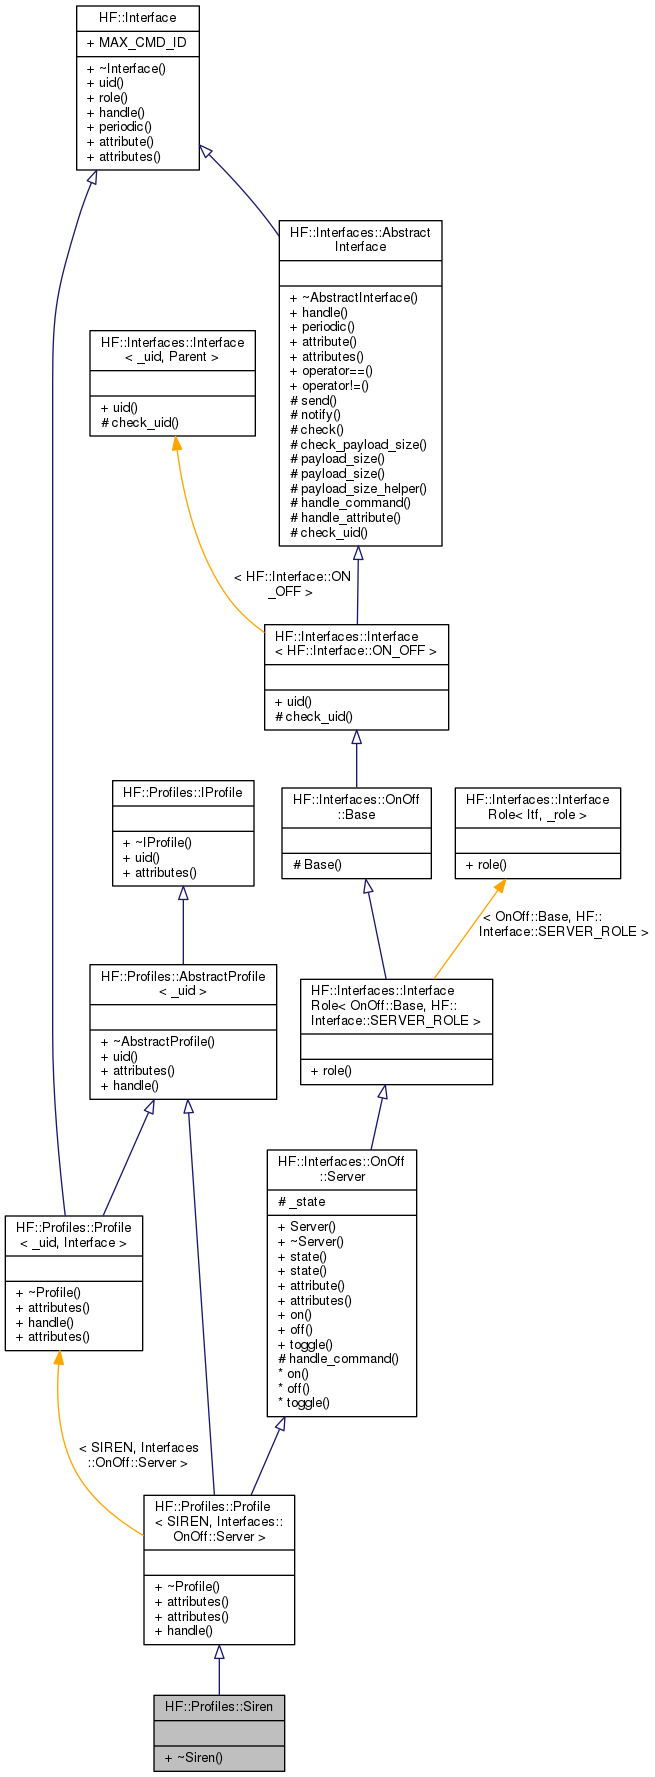 HF::Interface
+ MAX_CMD_ID
+ ~Interface()
+ uid()
+ role()
+ handle()
+ periodic()
+ attribute()
+ attributes()
HF::Interfaces::Abstract
Interface
+ ~AbstractInterface()
+ handle()
+ periodic()
+ attribute()
+ attributes()
+ operator==()
+ operator!=()
# send()
# notify()
# check()
# check_payload_size()
# payload_size()
# payload_size()
# payload_size_helper()
# handle_command()
# handle_attribute()
# check_uid()
HF::Interfaces::Interface
< _uid, Parent >
+ uid()
# check_uid()
< HF::Interface::ON
_OFF >
HF::Interfaces::Interface
< HF::Interface::ON_OFF >
+ uid()
# check_uid()
HF::Profiles::IProfile
+ ~IProfile()
+ uid()
+ attributes()
HF::Interfaces::OnOff
::Base
# Base()
HF::Interfaces::Interface
Role< Itf, _role >
+ role()
< OnOff::Base, HF::
Interface::SERVER_ROLE >
HF::Profiles::AbstractProfile
< _uid >
+ ~AbstractProfile()
+ uid()
+ attributes()
+ handle()
HF::Interfaces::Interface
Role< OnOff::Base, HF::
Interface::SERVER_ROLE >
+ role()
HF::Interfaces::OnOff
::Server
# _state
+ Server()
+ ~Server()
+ state()
+ state()
+ attribute()
+ attributes()
+ on()
+ off()
+ toggle()
# handle_command()
* on()
* off()
* toggle()
HF::Profiles::Profile
< _uid, Interface >
+ ~Profile()
+ attributes()
+ handle()
+ attributes()
< SIREN, Interfaces
::OnOff::Server >
HF::Profiles::Profile
< SIREN, Interfaces::
OnOff::Server >
+ ~Profile()
+ attributes()
+ attributes()
+ handle()
HF::Profiles::Siren
+ ~Siren()